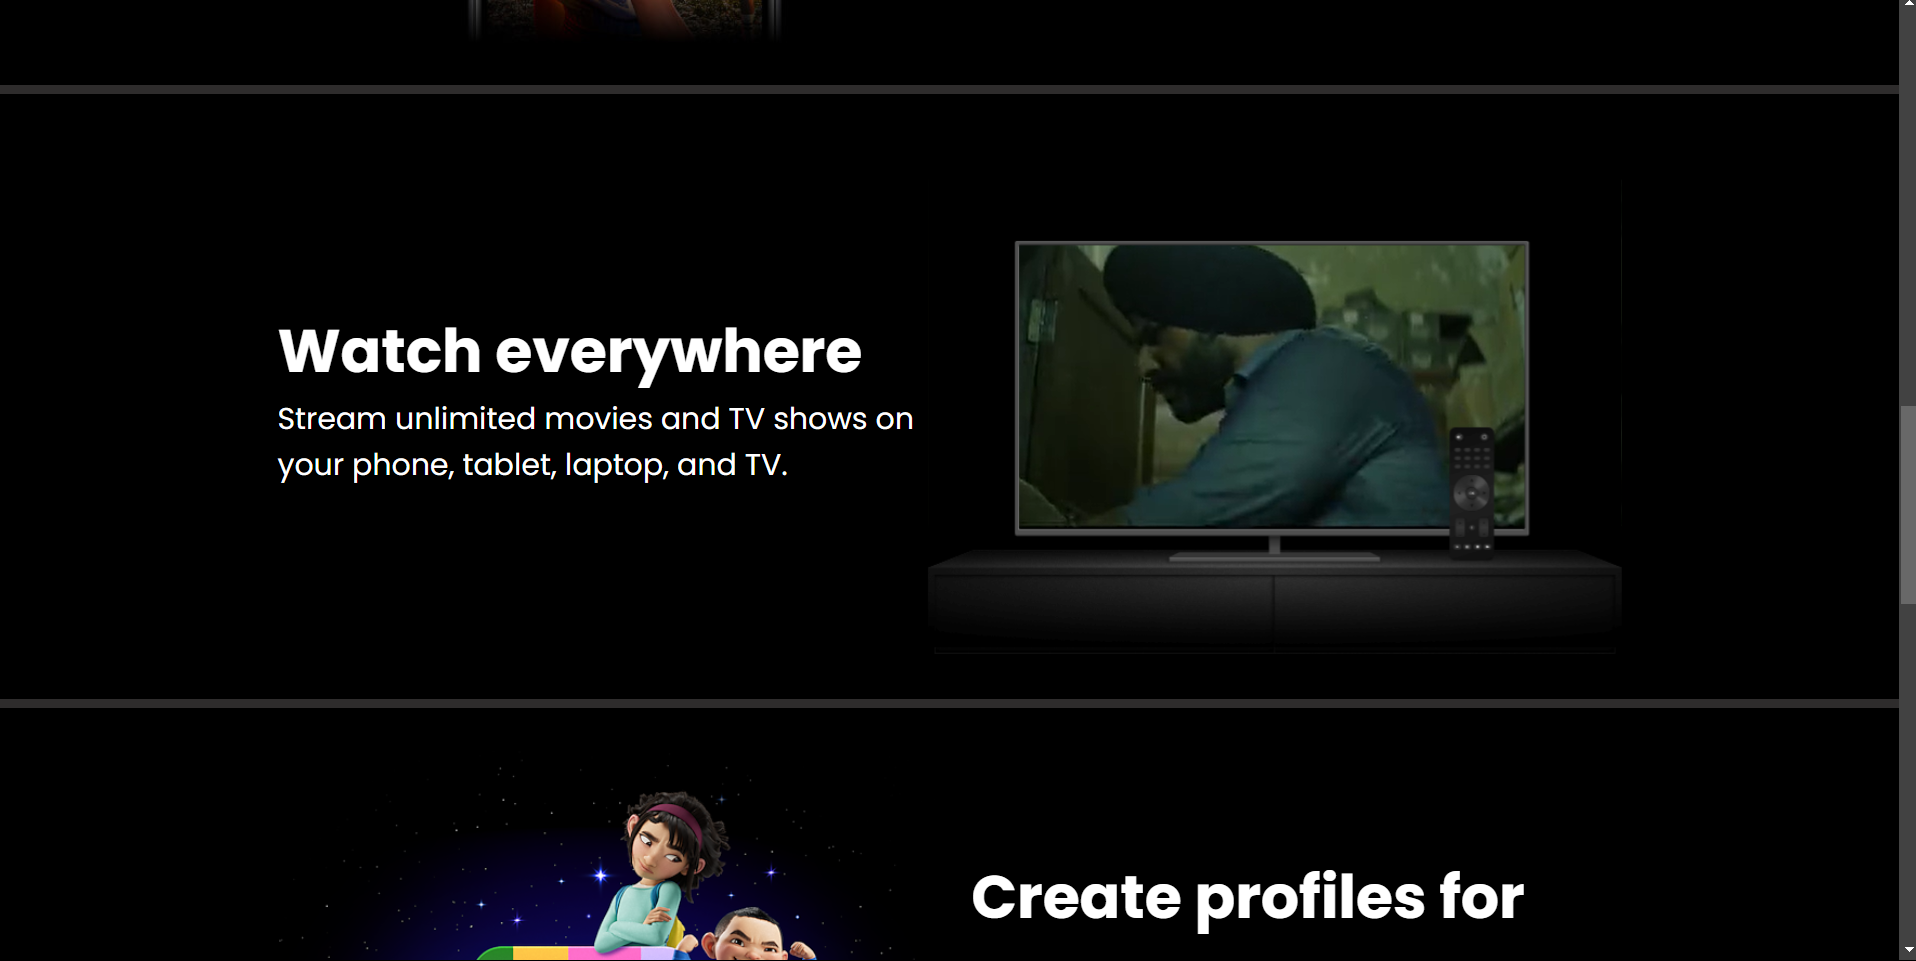 Watch everywhere
Stream unlimited movies and TV shows on
your phone, tablet, laptop, and TV.
Create profiles for